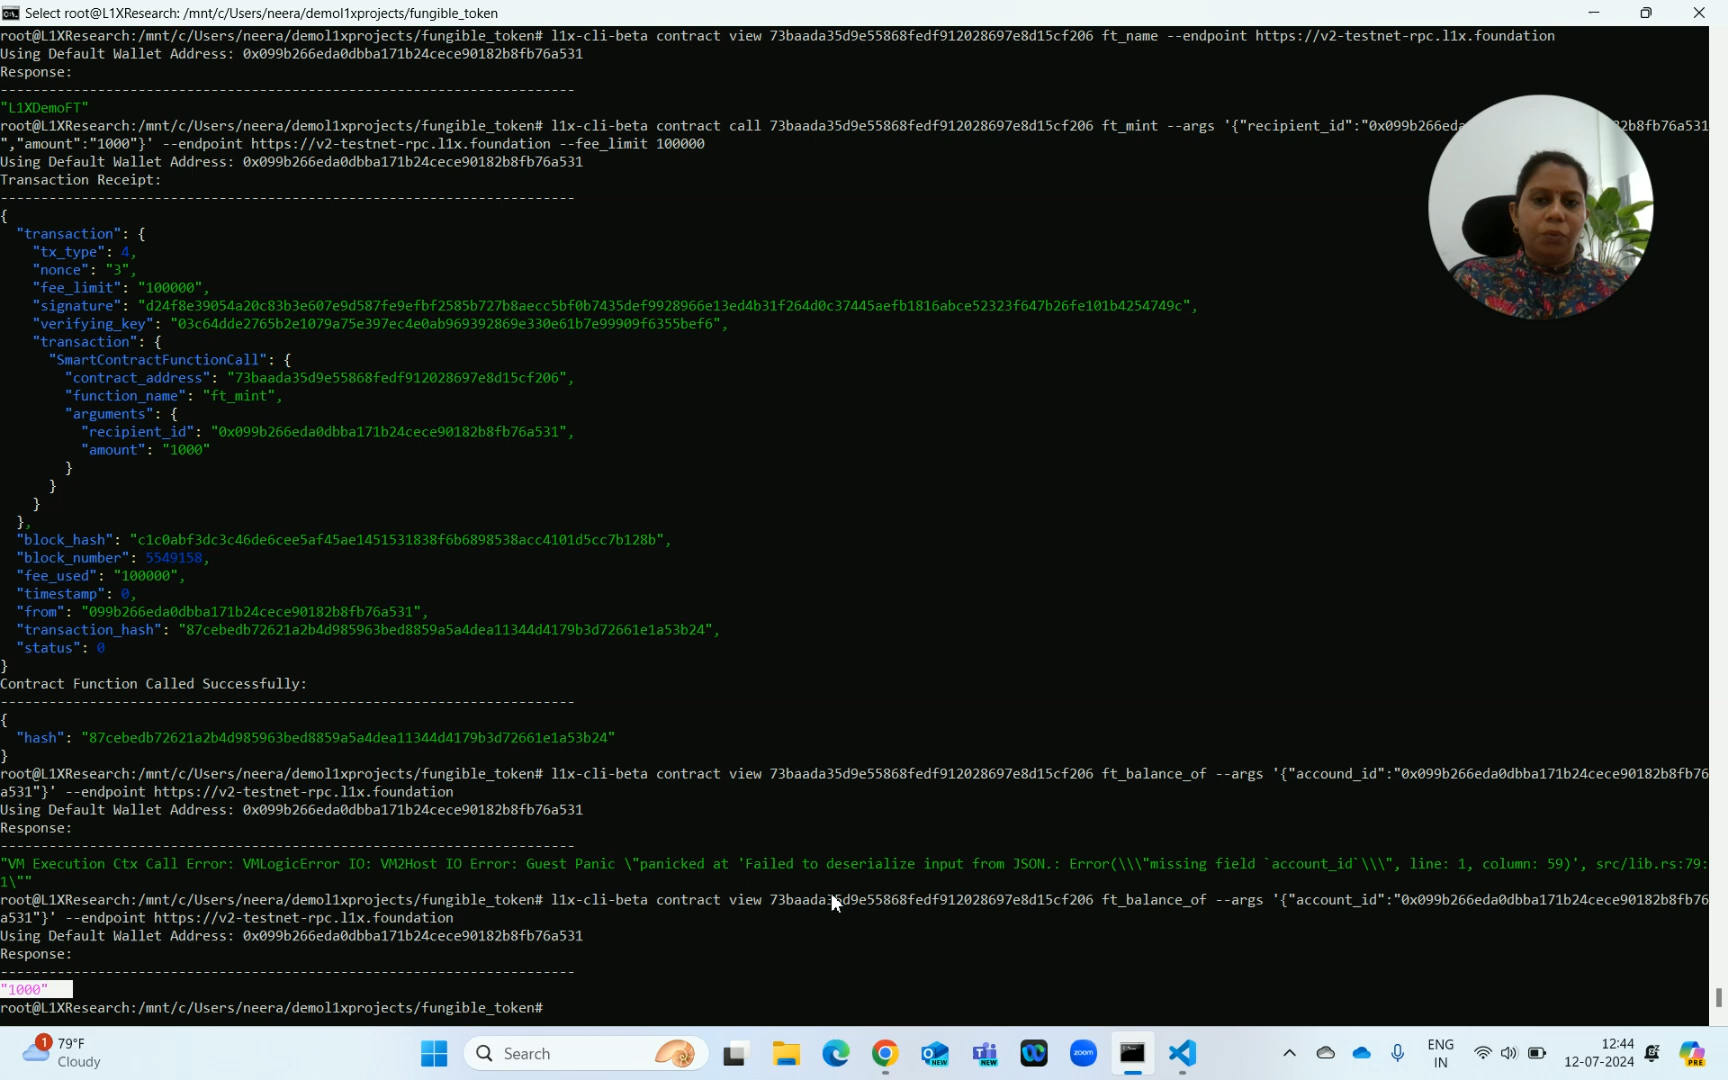 Select root@L1XResearch: /mnt/c/Users/neera/demol1xprojects/fungible_token
root@L1XResearch:/mnt/c/Users/neera/demol1xprojects/fungible_token# l1x-cli-beta contract view 73baada35d9e55868fedf912028697e8d15cf206 ft_name --endpoint https://v2-testnet-rpc.l1x.foundation
Using Default Wallet Address: 0x099b266eda0dbba171b24cece90182b8fb76a531
Response:
------------------------------------------------------------------------
"L1XDemoFT"
root@L1XResearch:/mnt/c/Users/neera/demol1xprojects/fungible_token# l1x-cli-beta contract call 73baada35d9e55868fedf912028697e8d15cf206 ft_mint --args '{"recipient_id":"0x099b266eda 2b8fb76a531
","amount":"1000"}' --endpoint https://v2-testnet-rpc.l1x.foundation --fee_limit 100000
Using Default Wallet Address: 0x099b266eda0dbba171b24cece90182b8fb76a531
Transaction Receipt:
------------------------------------------------------------------------
{
"transaction": {
"tx_type": 4,
"nonce": "3",
"fee_limit": "100000",
"signature": "d24f8e39054a20c83b3e607e9d587fe9efbf2585b727b8aecc5bf0b7435def9928966e13ed4b31f264d0c37445aefb1816abce52323f647b26fe101b4254749c",
"verifying_key": "03c64dde2765b2e1079a75e397ec4e0ab969392869e330e61b7e99909f6355bef6",
"transaction": {
"SmartContractFunctionCall": {
"contract_address": "73baada35d9e55868fedf912028697e8d15cf206",
"function_name": "ft_mint",
"arguments": {
"recipient_id": "0x099b266eda0dbba171b24cece90182b8fb76a531",
"amount": "1000"
}
}
}
},
"block_hash": "c1c0abf3dc3c46de6cee5af45ae1451531838f6b6898538acc4101d5cc7b128b",
"block_number": 5549158,
"fee_used": "100000",
"timestamp": 0,
"from": "099b266eda0dbba171b24cece90182b8fb76a531",
"transaction_hash": "87cebedb72621a2b4d985963bed8859a5a4dea11344d4179b3d72661e1a53b24",
"status": 0
}
Contract Function Called Successfully:
------------------------------------------------------------------------
{
"hash": "87cebedb72621a2b4d985963bed8859a5a4dea11344d4179b3d72661e1a53b24"
}
root@L1XResearch:/mnt/c/Users/neera/demol1xprojects/fungible_token# l1x-cli-beta contract view 73baada35d9e55868fedf912028697e8d15cf206 ft_balance_of --args '{"accound_id":"0x099b266eda0dbba171b24cece90182b8fb76
a531"}' --endpoint https://v2-testnet-rpc.l1x.foundation
Using Default Wallet Address: 0x099b266eda0dbba171b24cece90182b8fb76a531
Response:
------------------------------------------------------------------------
"VM Execution Ctx Call Error: VMLogicError IO: VM2Host IO Error: Guest Panic \"panicked at 'Failed to deserialize input from JSON.: Error(\\\"missing field `account_id`\\\", line: 1, column: 59)', src/lib.rs:79:
1\""
root@L1XResearch:/mnt/c/Users/neera/demol1xprojects/fungible_token# l1x-cli-beta contract view 73baada35d9e55868fedf912028697e8d15cf206 ft_balance_of --args '{"account_id":"0x099b266eda0dbba171b24cece90182b8fb76
a531"}' --endpoint https://v2-testnet-rpc.l1x.foundation
Using Default Wallet Address: 0x099b266eda0dbba171b24cece90182b8fb76a531
Response:
------------------------------------------------------------------------
"1000"
root@L1XResearch:/mnt/c/Users/neera/demol1xprojects/fungible_token#
1
79°F
Cloudy
Search
NEW
NEW
zoom
ENG
IN
12:44
12-07-2024
PRE